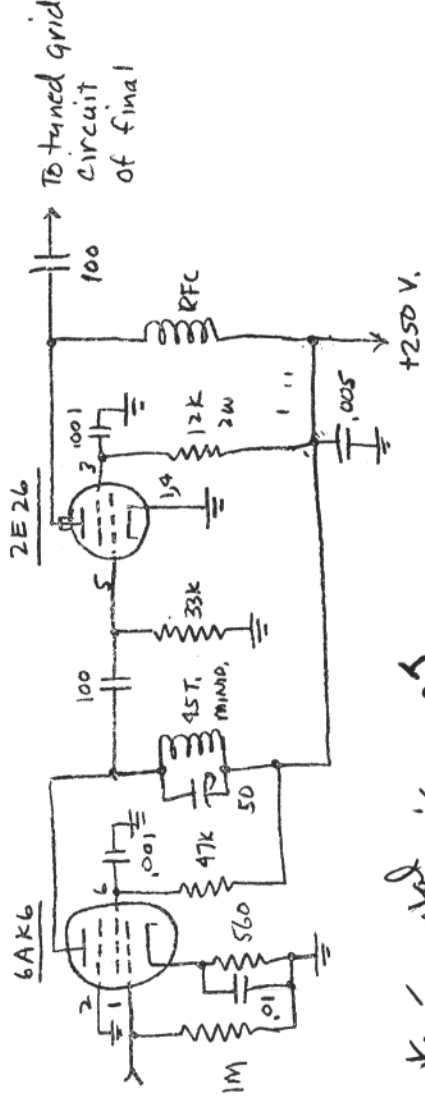 6AK6
2
1
6
.001
1M
.01
560
47K
50
45T.
MINID.
100
33K
2E26
5
3
.001
1,4
12K
2W
RFC
.005
+250 V.
100
To tuned grid
circuit
of final